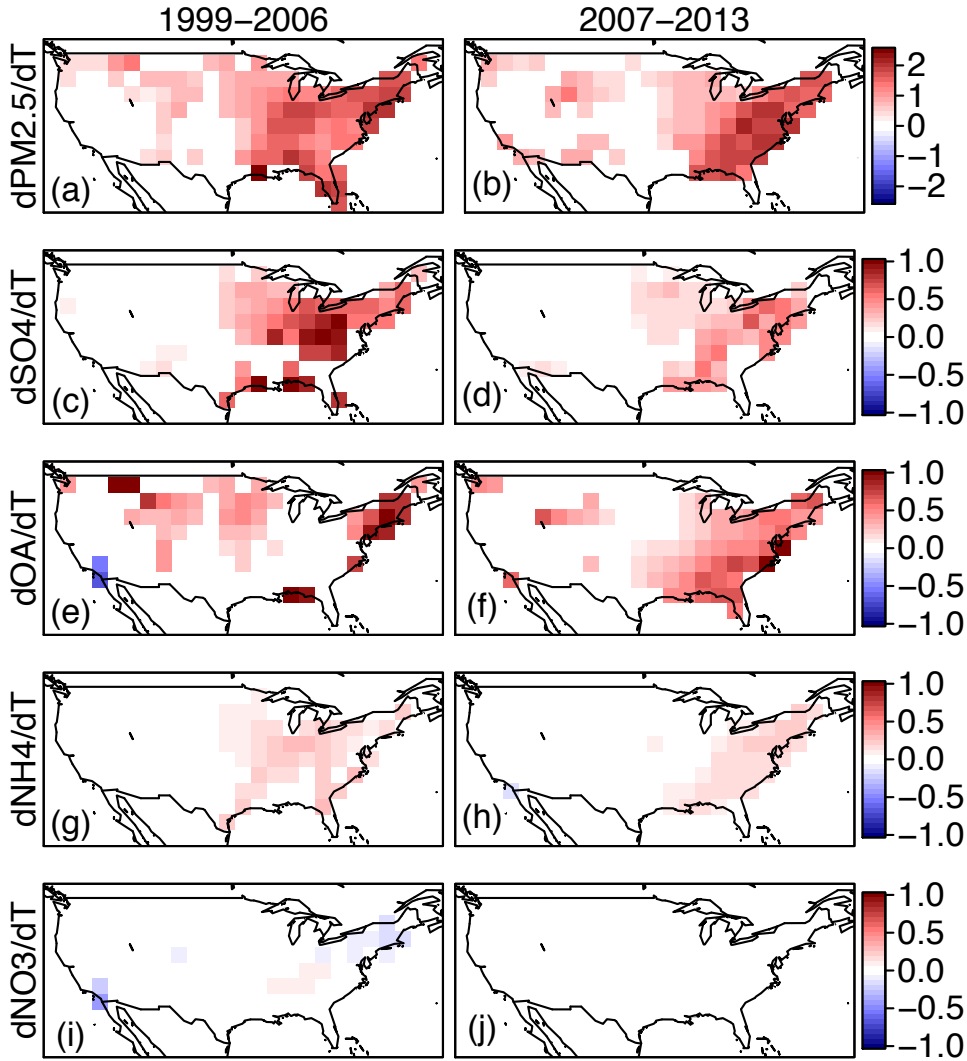 1999−2006 2007−2013
dPM2.5/dT (a) (b) 2 1 0 −1 −2
dSO4/dT (c) (d) 1.0 0.5 0.0 −0.5 −1.0
dOA/dT (e) (f) 1.0 0.5 0.0 −0.5 −1.0
dNH4/dT (g) (h) 1.0 0.5 0.0 −0.5 −1.0
dNO3/dT (i) (j) 1.0 0.5 0.0 −0.5 −1.0